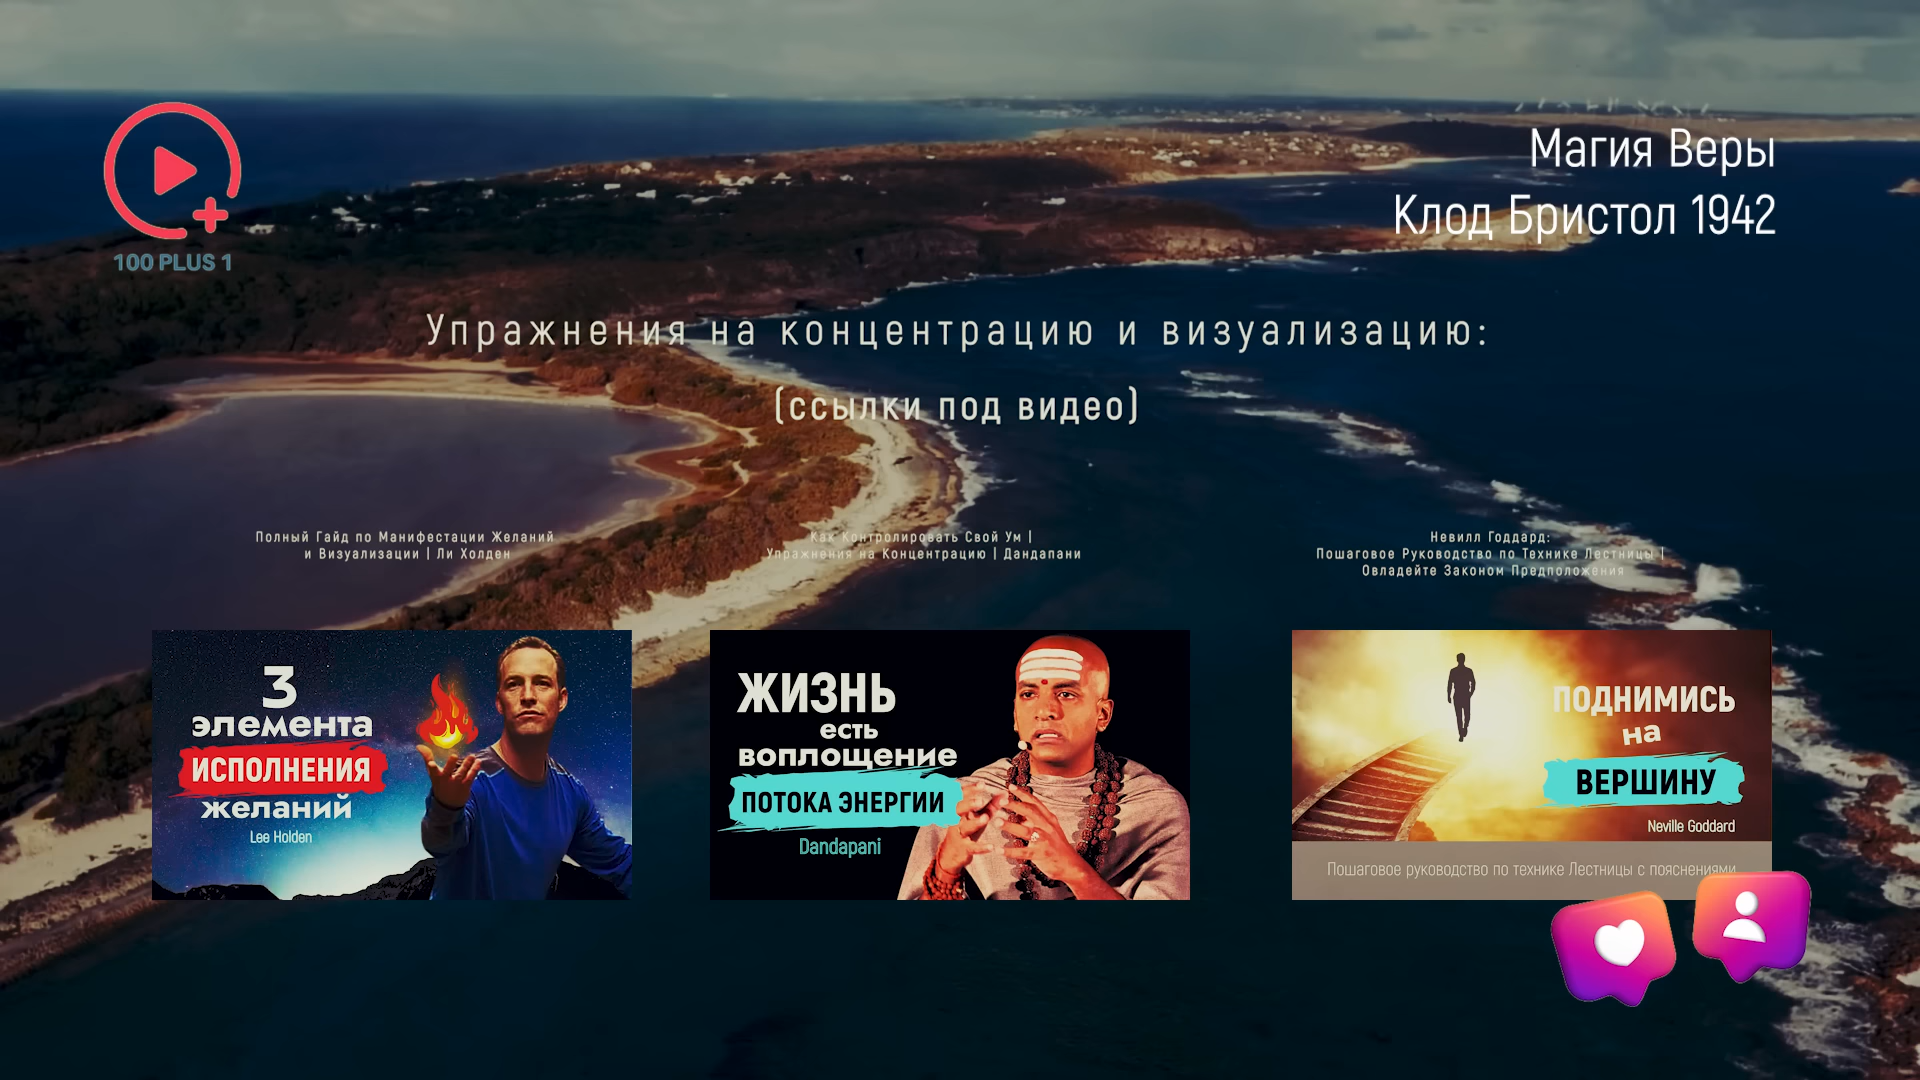 100 PLUS 1
Магия Веры
Клод Бристол 1942
Упражнения на концентрацию и визуализацию:
(ссылки под видео)
Полный Гайд по Манифестации Желаний
и Визуализации | Ли Холден
Как Контролировать Свой Ум |
Упражнения на Концентрацию | Дандапани
Невилл Годдард:
Пошаговое Руководство по Технике Лестницы |
Овладейте Законом Предположения
3
элемента
ИСПОЛНЕНИЯ
желаний
Lee Holden
ЖИЗНЬ
есть
воплощение
ПОТОКА ЭНЕРГИИ
Dandapani
ПОДНИМИСЬ
на
ВЕРШИНУ
Neville Goddard
Пошаговое руководство по технике Лестницы с пояснениями